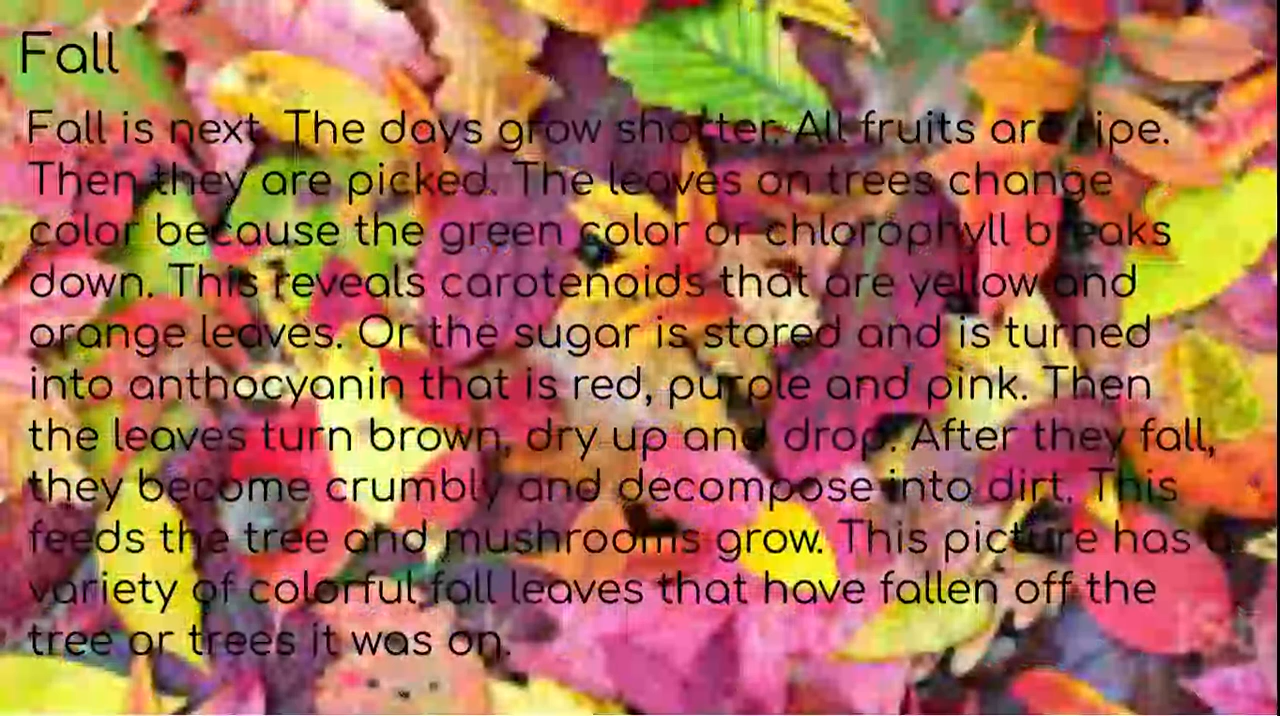 Fall
Fall is next. The days grow shorter. All fruits are ripe.
Then they are picked. The leaves on trees change
color because the green color or chlorophyll breaks
down. This reveals carotenoids that are yellow and
orange leaves. Or the sugar is stored and is turned
into anthocyanin that is red, purple and pink. Then
the leaves turn brown, dry up and drop. After they fall,
they become crumbly and decompose into dirt. This
feeds the tree and mushrooms grow. This picture has a
variety of colorful fall leaves that have fallen off the
tree or trees it was on.